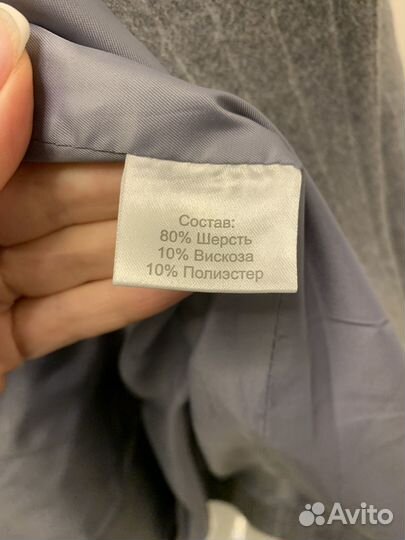 Состав:
80% Шерсть
10% Вискоза
10% Полиэстер
Avito